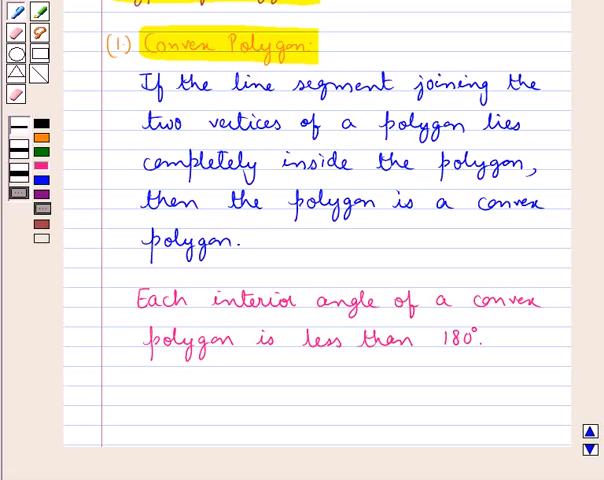 (1.) Convex Polygon:
If the line segment joining the
two vertices of a polygon lies
completely inside the polygon,
then the polygon is a convex
polygon.
Each interior angle of a convex
polygon is less than 180°.